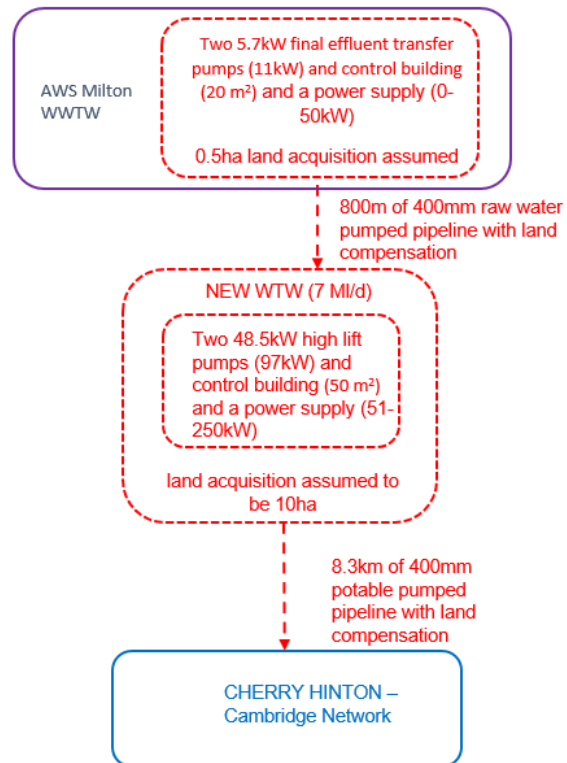 Two 5.7kW final effluent transfer
pumps (11kW) and control building
(20 m²) and a power supply (0-
50kW)
0.5ha land acquisition assumed
AWS Milton
WWTW
800m of 400mm raw water
pumped pipeline with land
compensation
NEW WTW (7 Ml/d)
Two 48.5kW high lift
pumps (97kW) and
control building (50 m²)
and a power supply (51-
250kW)
land acquisition assumed to
be 10ha
8.3km of 400mm
potable pumped
pipeline with land
compensation
CHERRY HINTON –
Cambridge Network